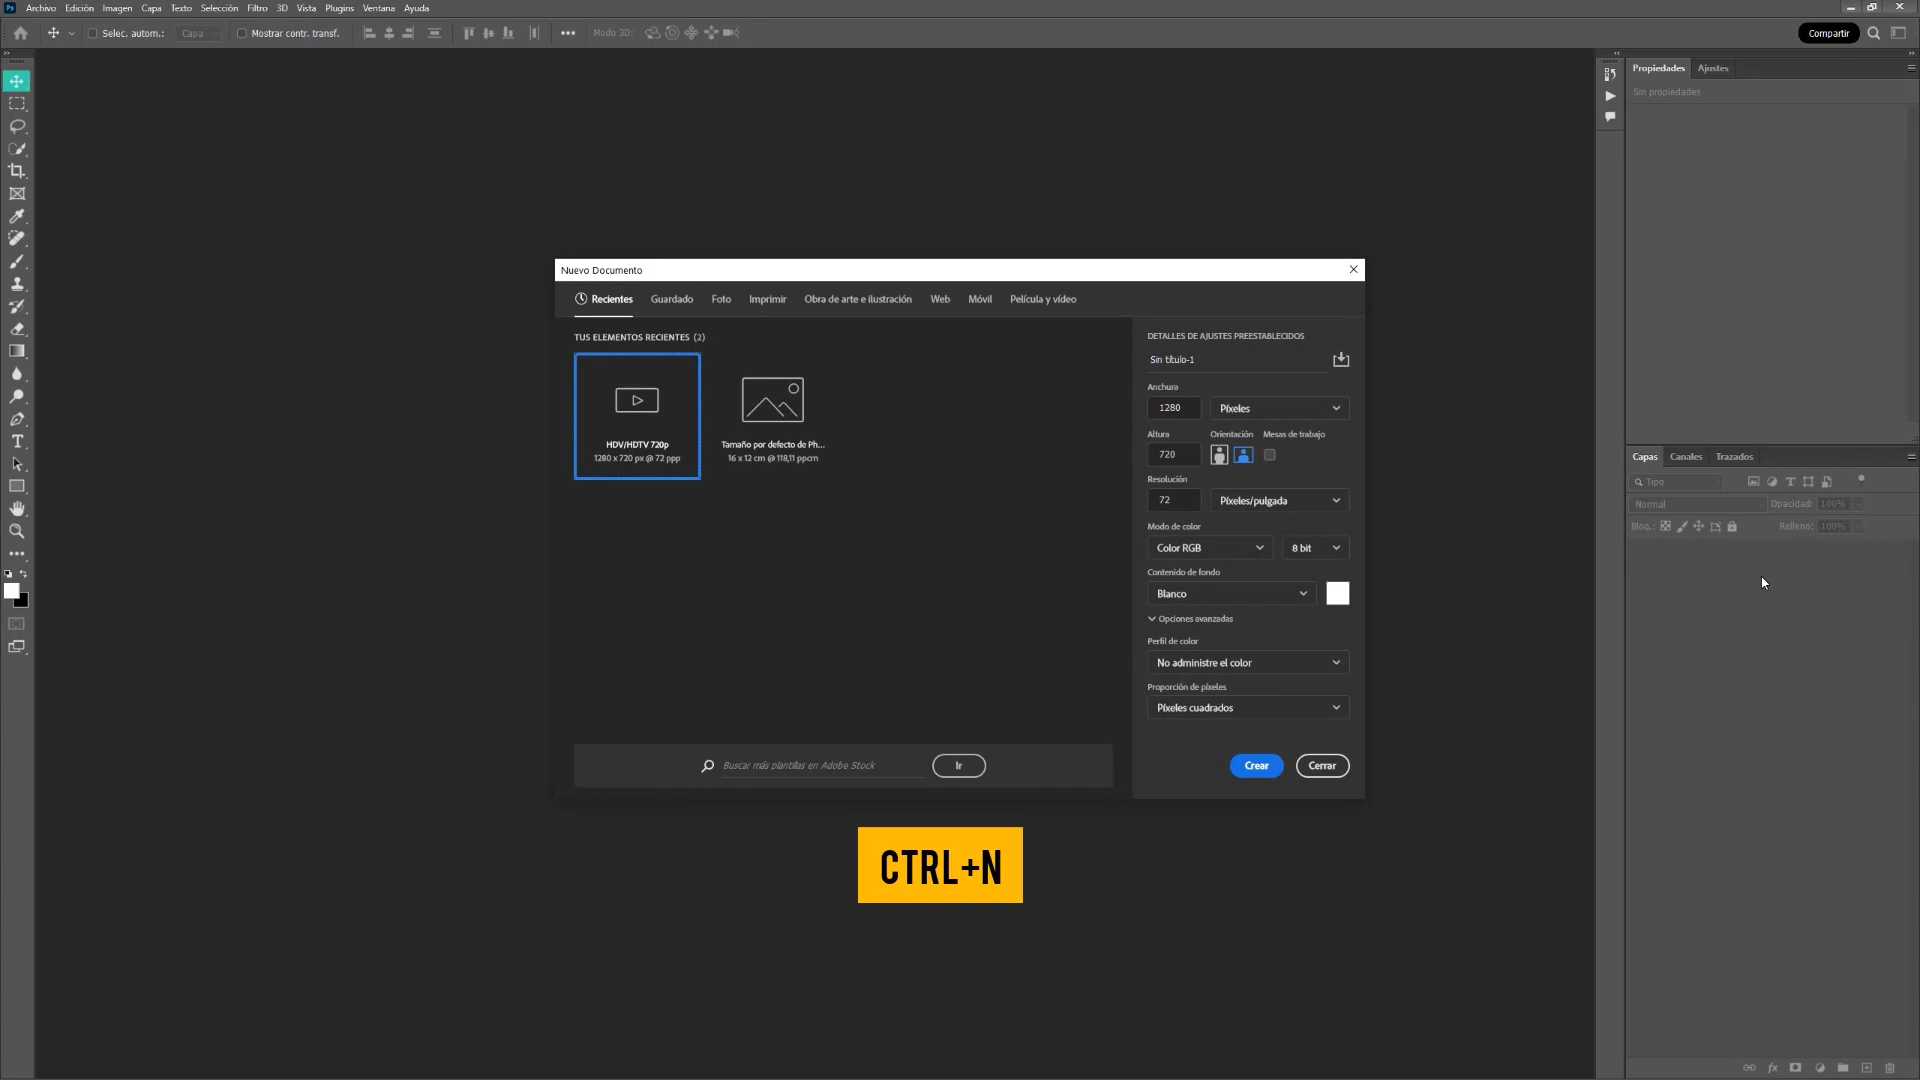 Ps Archivo Edición Imagen Capa Texto Selección Filtro 3D Vista Plugins Ventana Ayuda
Selec. autom.: Capa Mostrar contr. transf. Modo 3D: Compartir
Propiedades Ajustes
Sin propiedades
Nuevo Documento
Recientes Guardado Foto Imprimir Obra de arte e ilustración Web Móvil Película y vídeo
TUS ELEMENTOS RECIENTES (2)
HDV/HDTV 720p
1280 x 720 px @ 72 ppp
Tamaño por defecto de Ph...
16 x 12 cm @ 118,11 ppcm
DETALLES DE AJUSTES PREESTABLECIDOS
Sin título-1
Anchura
1280 Píxeles
Altura Orientación Mesas de trabajo
720
Resolución
72 Píxeles/pulgada
Modo de color
Color RGB 8 bit
Contenido de fondo
Blanco
Opciones avanzadas
Perfil de color
No administre el color
Proporción de píxeles
Píxeles cuadrados
Buscar más plantillas en Adobe Stock Ir
Crear Cerrar
Capas Canales Trazados
Tipo
Normal Opacidad: 100%
Bloq.: Relleno: 100%
fx
CTRL+N